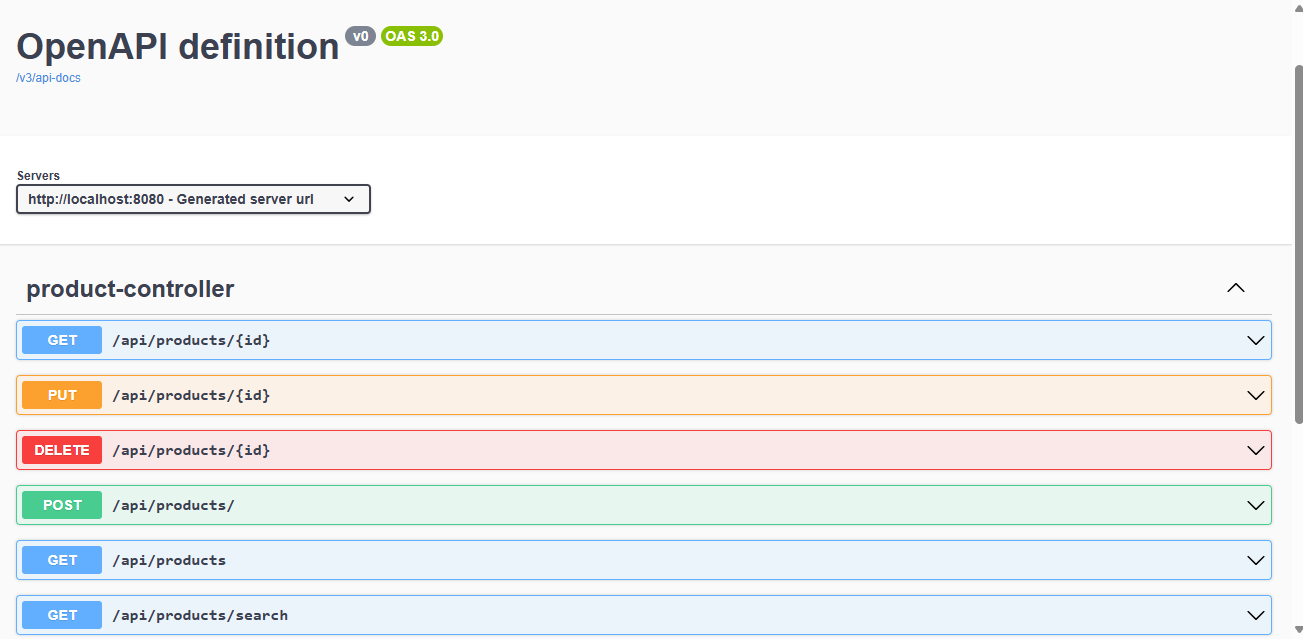 OpenAPI definition v0 OAS 3.0
/v3/api-docs
Servers
http://localhost:8080 - Generated server url
product-controller
GET /api/products/{id}
PUT /api/products/{id}
DELETE /api/products/{id}
POST /api/products/
GET /api/products
GET /api/products/search